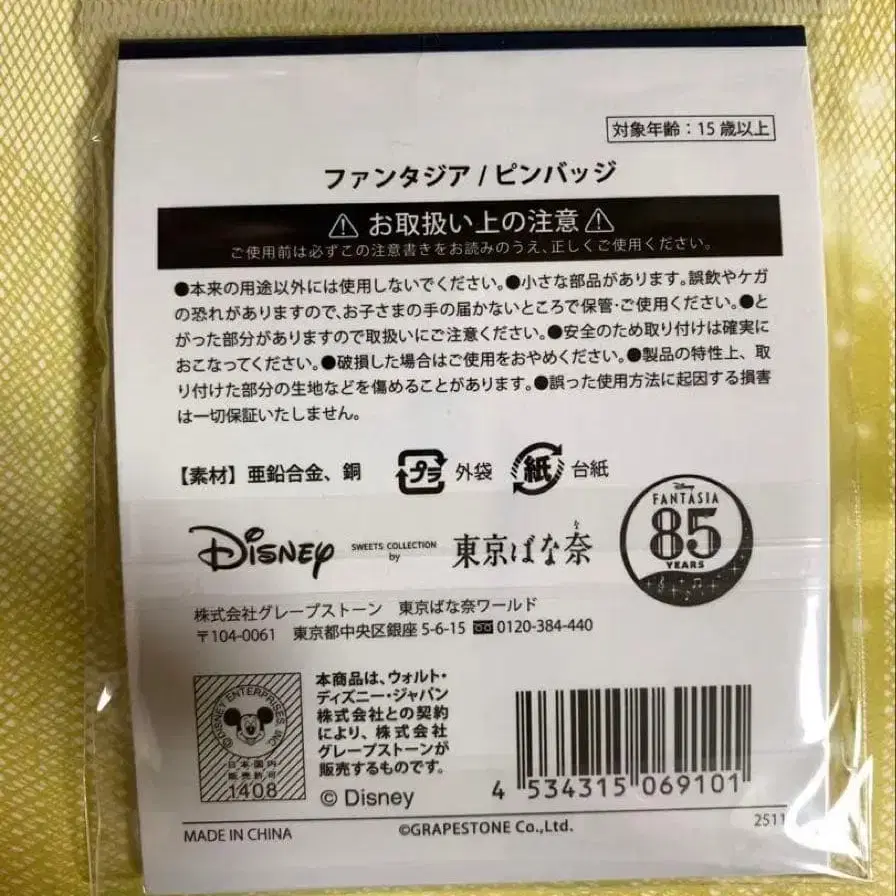 対象年齢：15歳以上
ファンタジア / ピンバッジ
⚠ お取扱い上の注意 ⚠
ご使用前は必ずこの注意書きをお読みのうえ、正しくご使用ください。
●本来の用途以外には使用しないでください。●小さな部品があります。誤飲やケガ
の恐れがありますので、お子さまの手の届かないところで保管・ご使用ください。●と
がった部分がありますので取扱いにご注意ください。●安全のため取り付けは確実に
おこなってください。●破損した場合はご使用をおやめください。●製品の特性上、取
り付けた部分の生地などを傷めることがあります。●誤った使用方法に起因する損害
は一切保証いたしません。
【素材】亜鉛合金、銅 プラ 外袋 紙 台紙
Disney SWEETS COLLECTION by 東京ばな奈 な
Disney
FANTASIA
85
YEARS
株式会社グレープストーン 東京ばな奈ワールド
〒104-0061 東京都中央区銀座 5-6-15 0120-384-440
©DISNEY ENTERPRISES, INC.
日本国内
販売許可
1408
本商品は、ウォルト・
ディズニー・ジャパン
株式会社との契約
により、株式会社
グレープストーンが
販売するものです。
© Disney
4 534315 069101
MADE IN CHINA ©GRAPESTONE Co.,Ltd. 2511